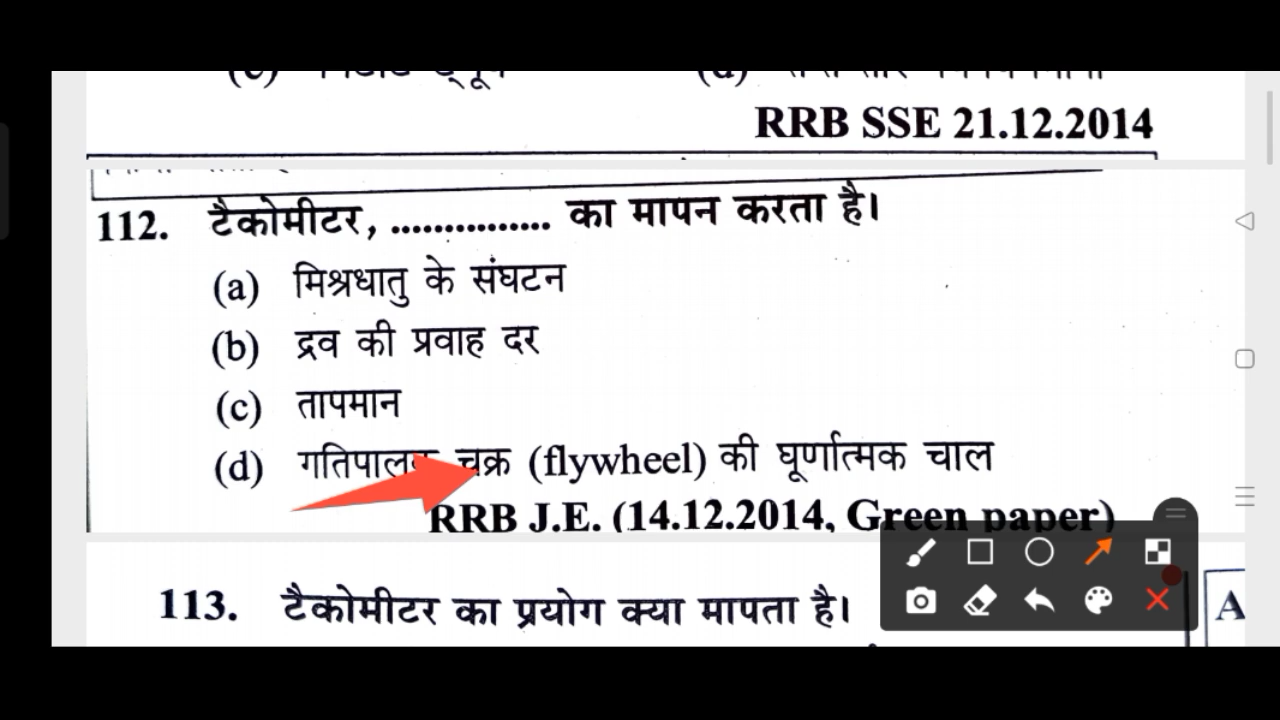 RRB SSE 21.12.2014
112. टैकोमीटर, ............... का मापन करता है।
(a) मिश्रधातु के संघटन
(b) द्रव की प्रवाह दर
(c) तापमान
(d) गतिपालक चक्र (flywheel) की घूर्णात्मक चाल
RRB J.E. (14.12.2014, Green paper)
113. टैकोमीटर का प्रयोग क्या मापता है।
A